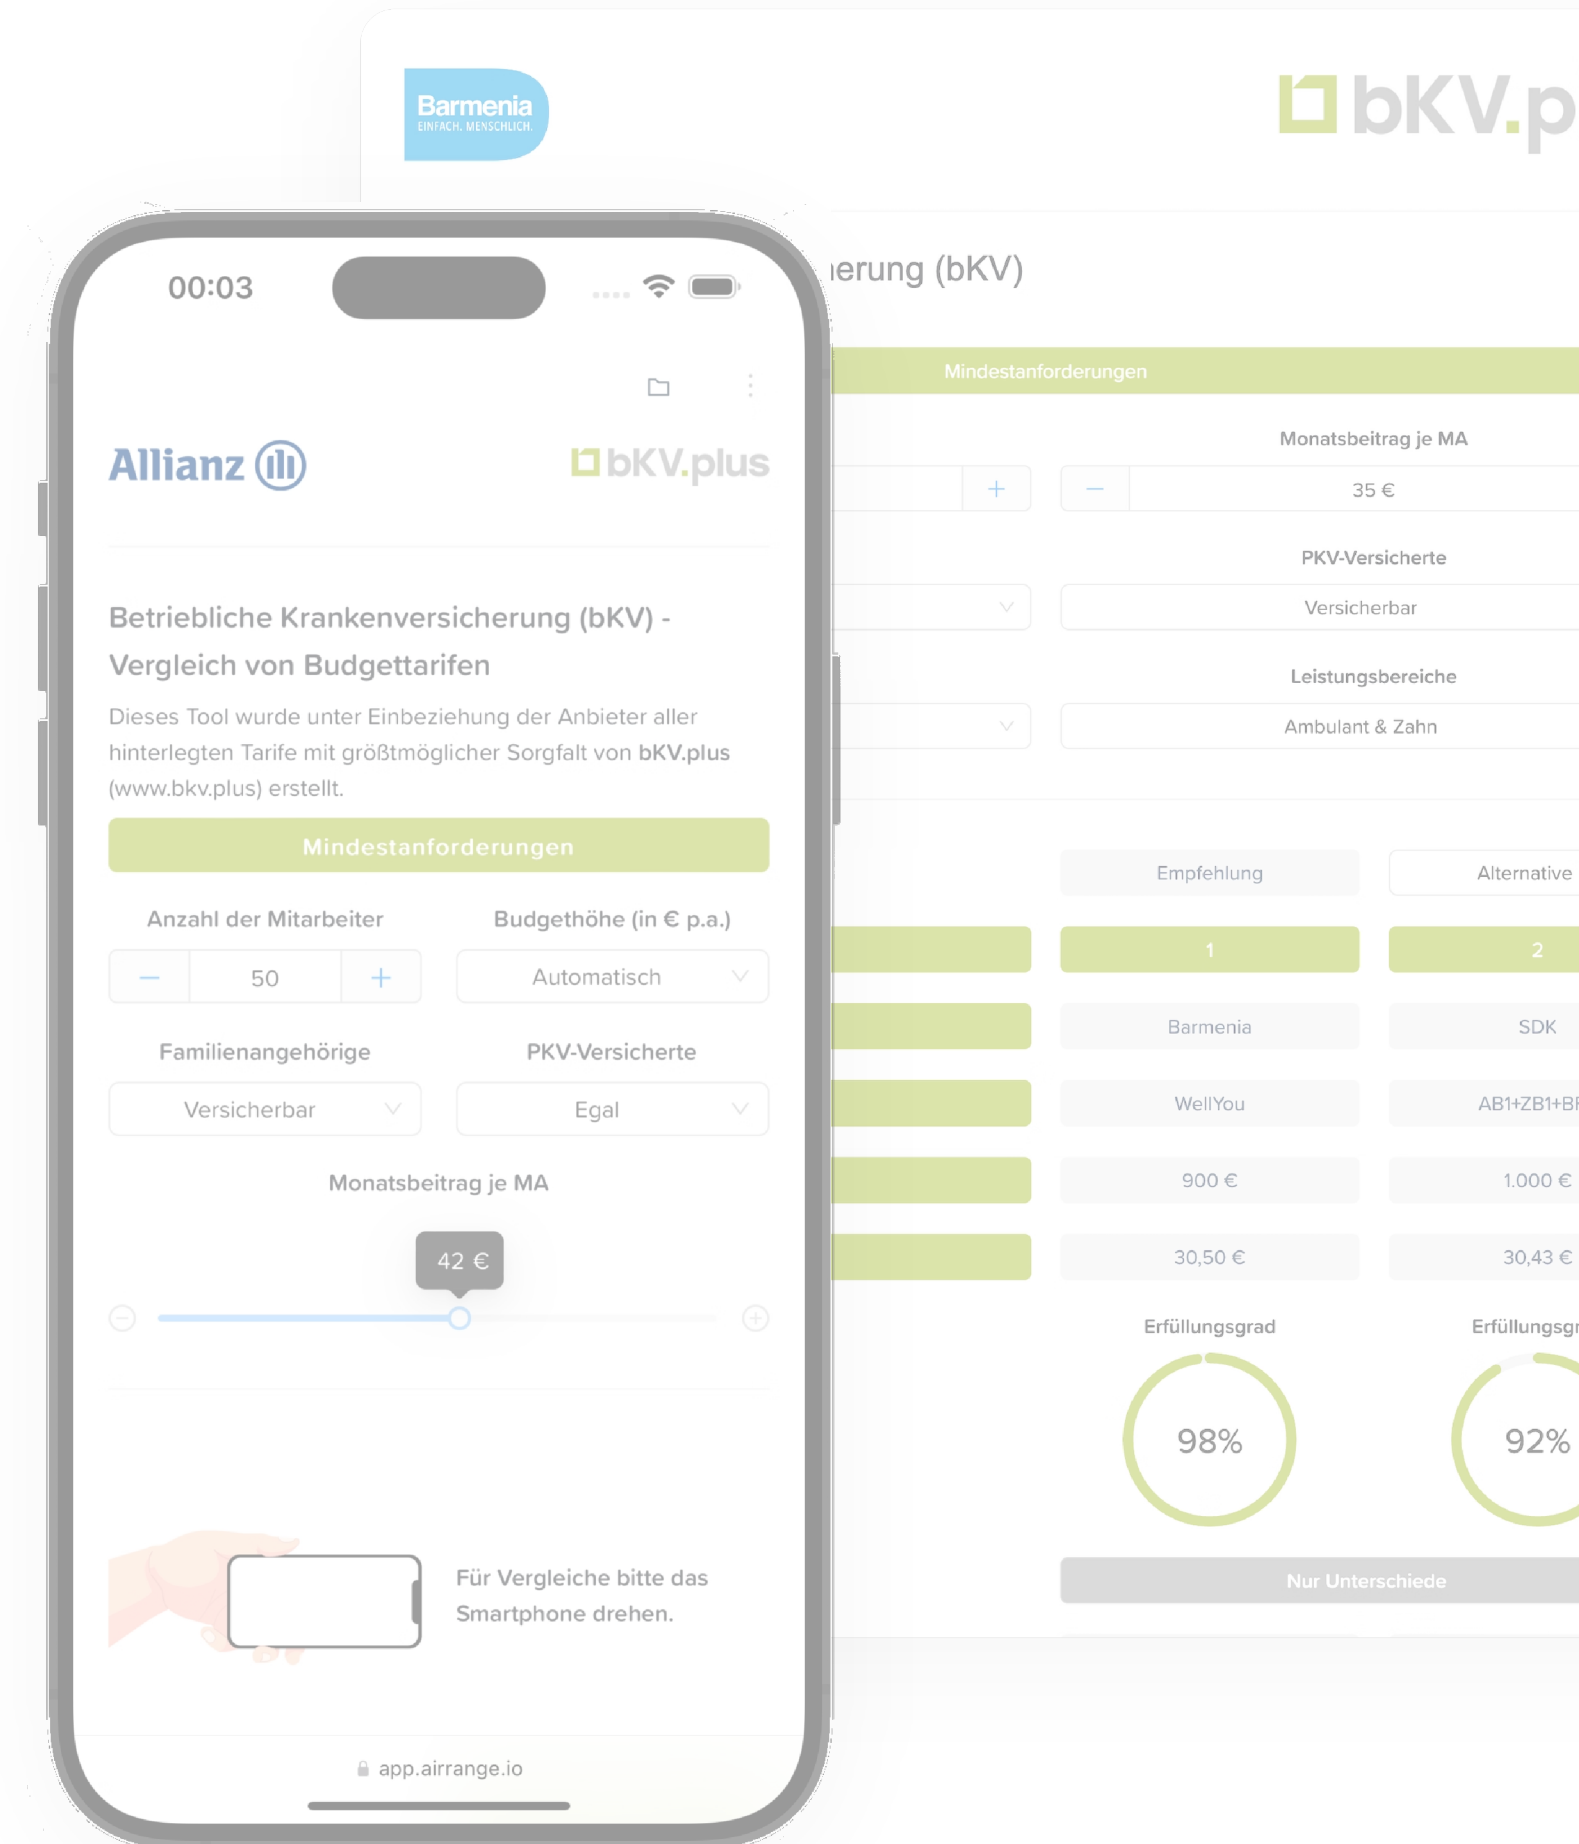 Barmenia
EINFACH. MENSCHLICH.
bKV.p
erung (bKV)
Mindestanforderungen
Monatsbeitrag je MA
+
−
35 €
PKV-Versicherte
Versicherbar
Leistungsbereiche
Ambulant & Zahn
Empfehlung
Alternative
1
2
Barmenia
SDK
WellYou
AB1+ZB1+B
900 €
1.000 €
30,50 €
30,43 €
Erfüllungsgrad
Erfüllungsgr
98%
92%
Nur Unterschiede
00:03
Allianz
bKV.plus
Betriebliche Krankenversicherung (bKV) -
Vergleich von Budgettarifen
Dieses Tool wurde unter Einbeziehung der Anbieter aller
hinterlegten Tarife mit größtmöglicher Sorgfalt von bKV.plus
(www.bkv.plus) erstellt.
Mindestanforderungen
Anzahl der Mitarbeiter
Budgethöhe (in € p.a.)
−
50
+
Automatisch
Familienangehörige
PKV-Versicherte
Versicherbar
Egal
Monatsbeitrag je MA
42 €
Für Vergleiche bitte das
Smartphone drehen.
app.airrange.io